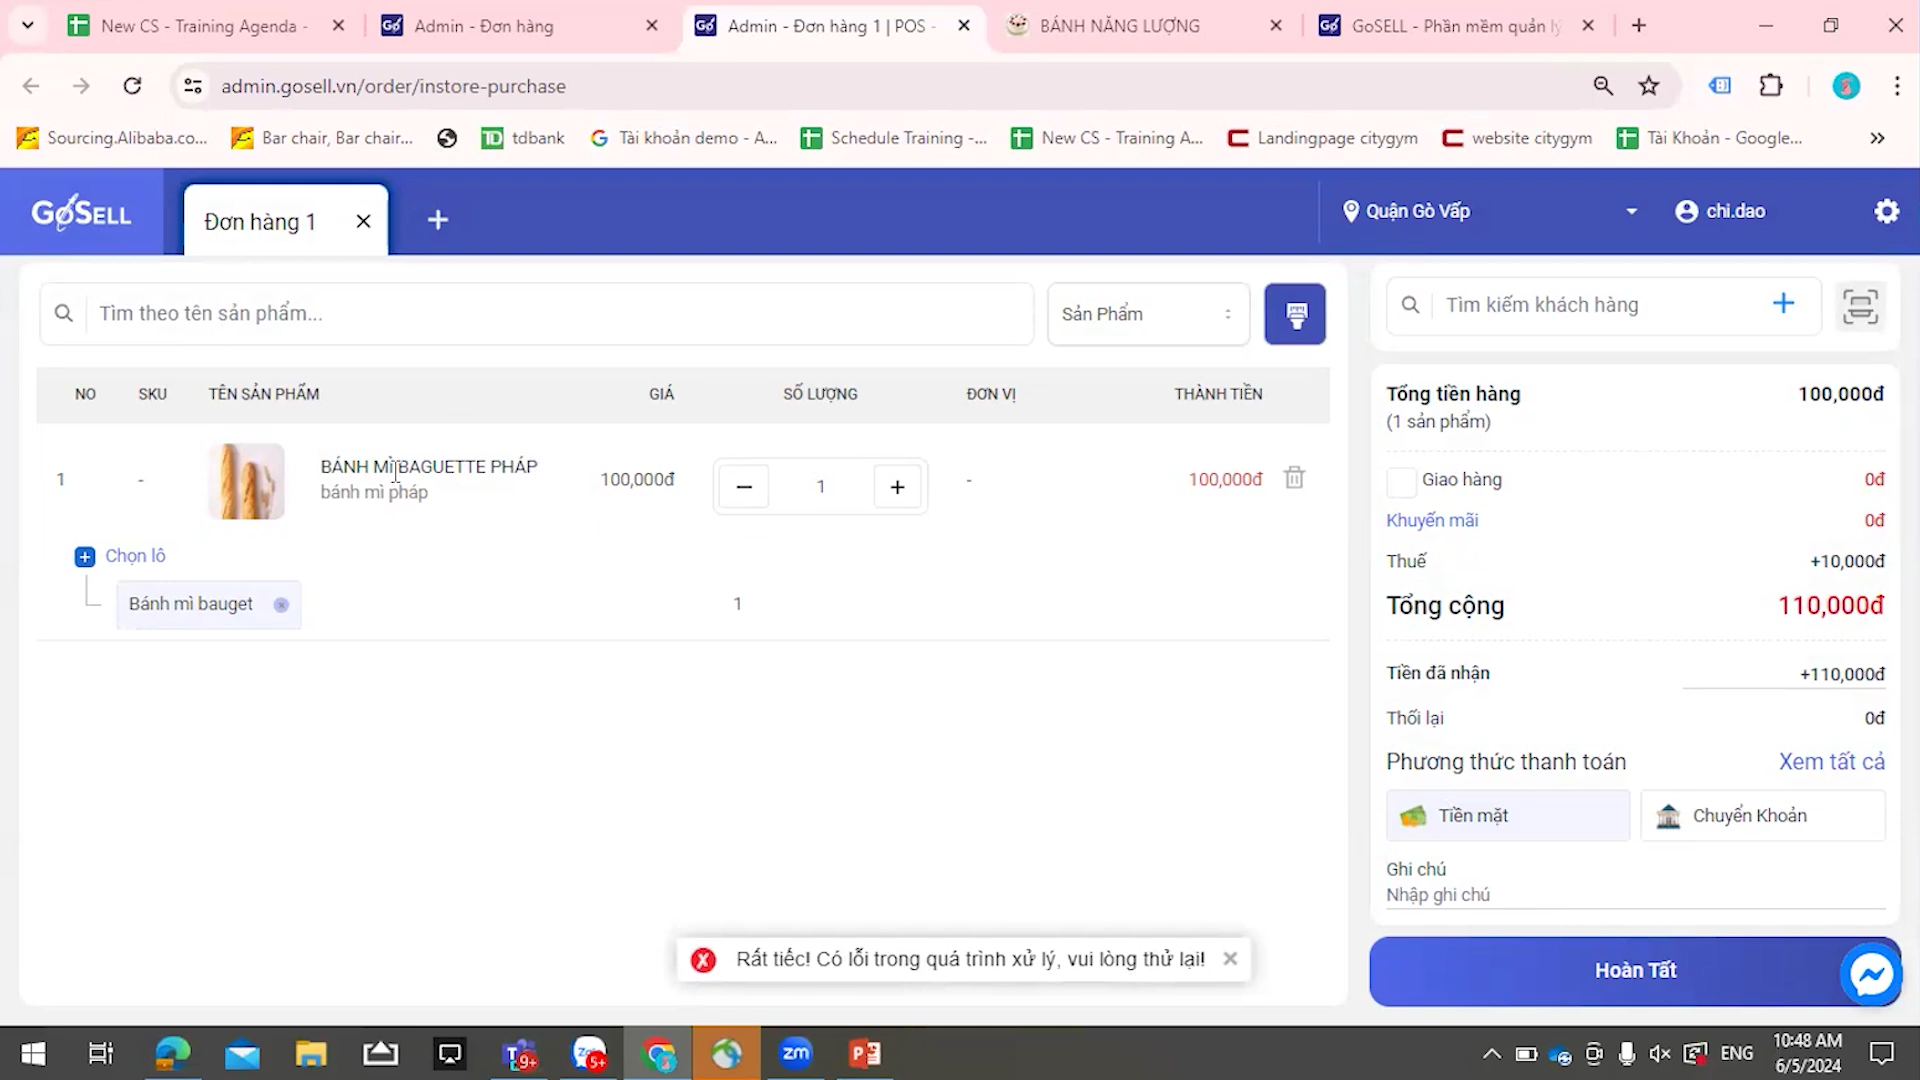 New CS - Training Agenda -
Admin - Đơn hàng
Admin - Đơn hàng 1 | POS -
BÁNH NĂNG LƯỢNG
GoSELL - Phần mềm quản lý
admin.gosell.vn/order/instore-purchase
Sourcing.Alibaba.co...
Bar chair, Bar chair...
tdbank
Tài khoản demo - A...
Schedule Training -...
New CS - Training A...
Landingpage citygym
website citygym
Tài Khoản - Google...
GoSELL
Đơn hàng 1
Quận Gò Vấp
chi.dao
Tìm theo tên sản phẩm...
Sản Phẩm
Tìm kiếm khách hàng
NO SKU TÊN SẢN PHẨM GIÁ SỐ LƯỢNG ĐƠN VỊ THÀNH TIỀN
1 - BÁNH MÌ BAGUETTE PHÁP 100,000đ 1 - 100,000đ
bánh mì pháp
Chọn lô
Bánh mì bauget 1
Tổng tiền hàng 100,000đ
(1 sản phẩm)
Giao hàng 0đ
Khuyến mãi 0đ
Thuế +10,000đ
Tổng cộng 110,000đ
Tiền đã nhận +110,000đ
Thối lại 0đ
Phương thức thanh toán Xem tất cả
Tiền mặt Chuyển Khoản
Ghi chú
Nhập ghi chú
Rất tiếc! Có lỗi trong quá trình xử lý, vui lòng thử lại!
Hoàn Tất
9+
5+
zm
ENG
10:48 AM
6/5/2024